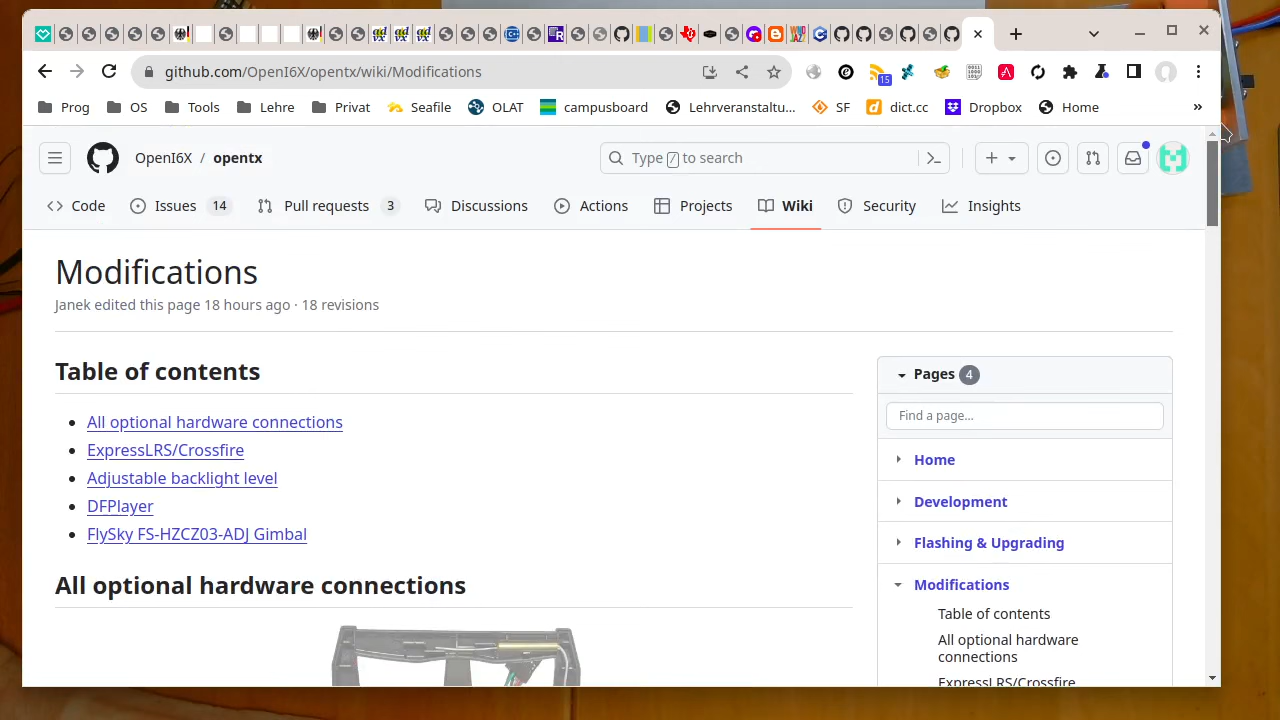 github.com/OpenI6X/opentx/wiki/Modifications
15
Prog OS Tools Lehre Privat Seafile OLAT campusboard Lehrveranstaltu... SF dict.cc Dropbox Home »
OpenI6X / opentx
Type / to search
Code Issues 14 Pull requests 3 Discussions Actions Projects Wiki Security Insights
Modifications
Janek edited this page 18 hours ago · 18 revisions
Table of contents
All optional hardware connections
ExpressLRS/Crossfire
Adjustable backlight level
DFPlayer
FlySky FS-HZCZ03-ADJ Gimbal
All optional hardware connections
Pages 4
Find a page...
Home
Development
Flashing & Upgrading
Modifications
Table of contents
All optional hardware
connections
ExpressLRS/Crossfire